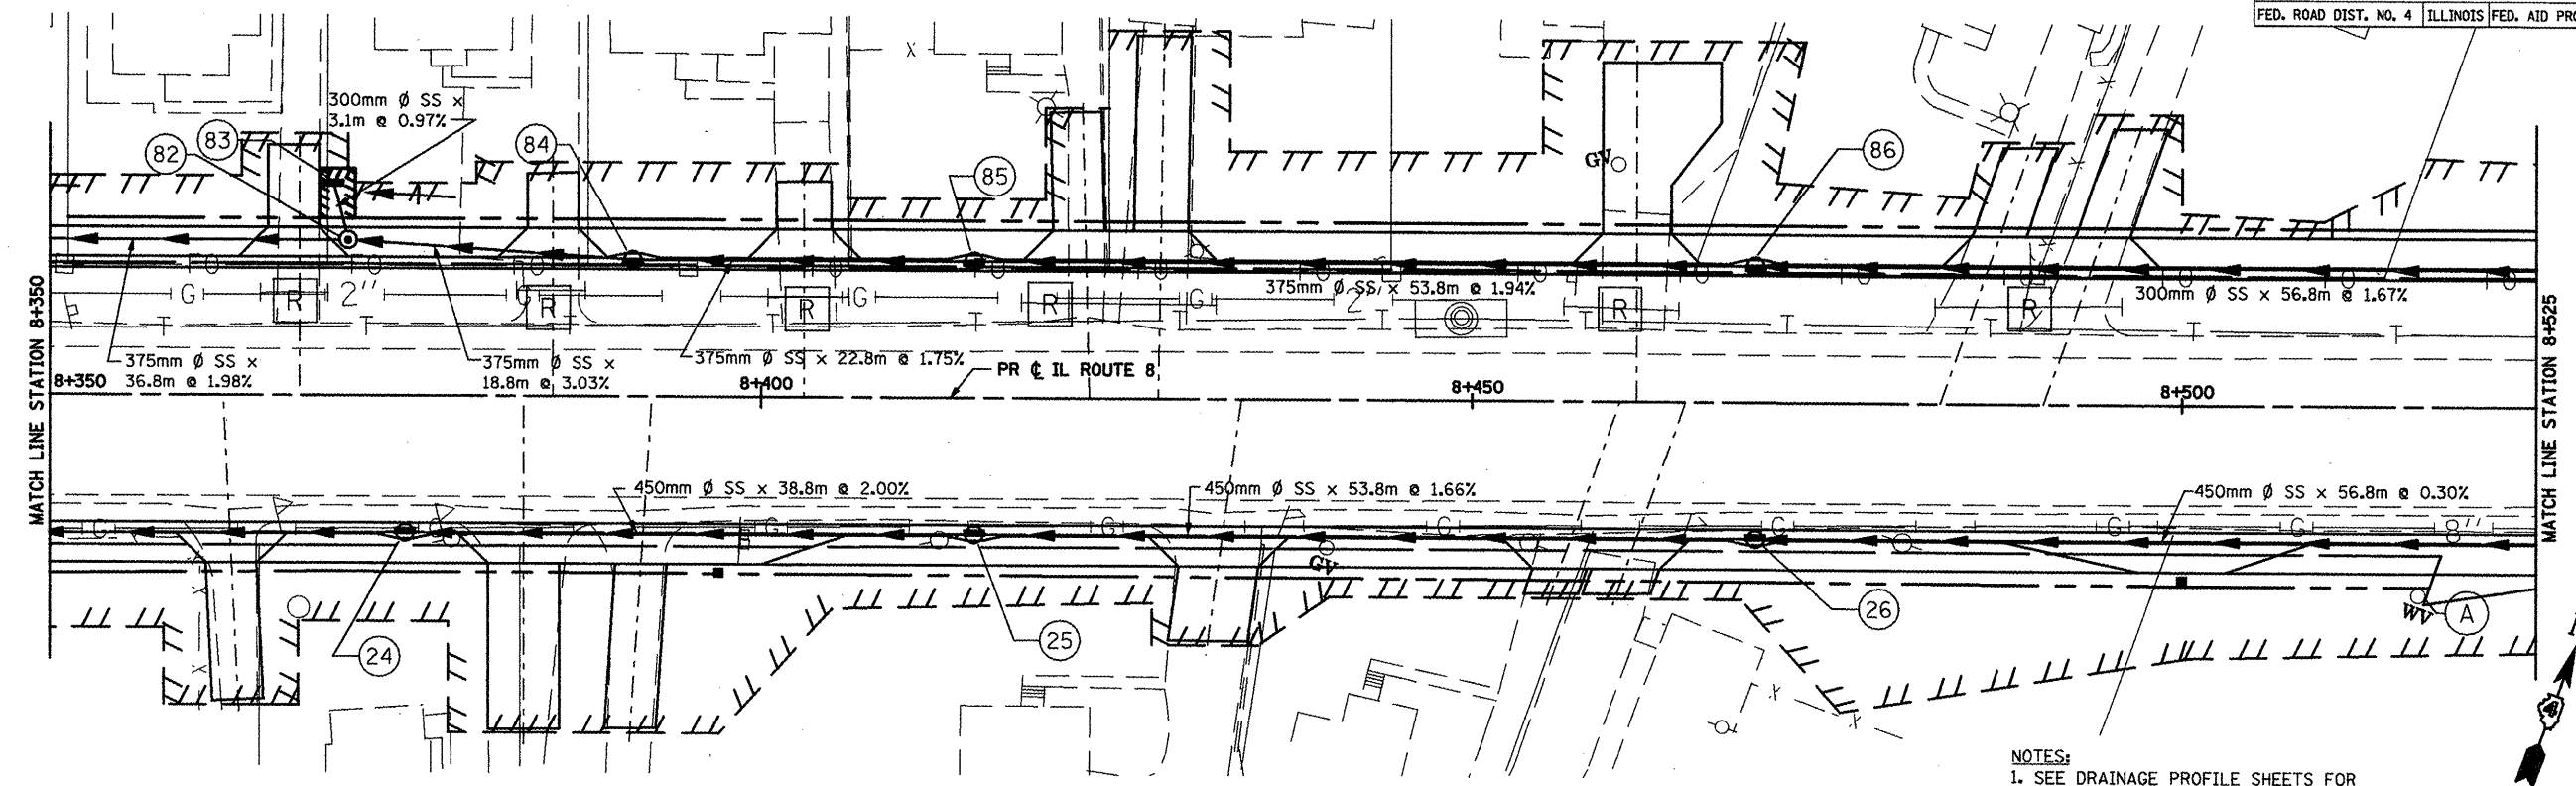 FED. ROAD DIST. NO. 4 ILLINOIS FED. AID PRO
300mm Ø SS x
3.1m @ 0.97%
82
83
84
85
86
X
GV
G
R
2''
R
R
G
R
G
375mm Ø SS x 53.8m @ 1.94%
2''
R
R
300mm Ø SS x 56.8m @ 1.67%
T
T
T
T
T
T
T
T
T
T
375mm Ø SS x
36.8m @ 1.98%
375mm Ø SS x
18.8m @ 3.03%
375mm Ø SS x 22.8m @ 1.75%
PR ℄ IL ROUTE 8
8+350
8+400
8+450
8+500
MATCH LINE STATION 8+350
MATCH LINE STATION 8+525
450mm Ø SS x 38.8m @ 2.00%
450mm Ø SS x 53.8m @ 1.66%
450mm Ø SS x 56.8m @ 0.30%
G
G
G
G
G
G
G
8''
GV
24
25
26
WV
A
4
NOTES:
1. SEE DRAINAGE PROFILE SHEETS FOR